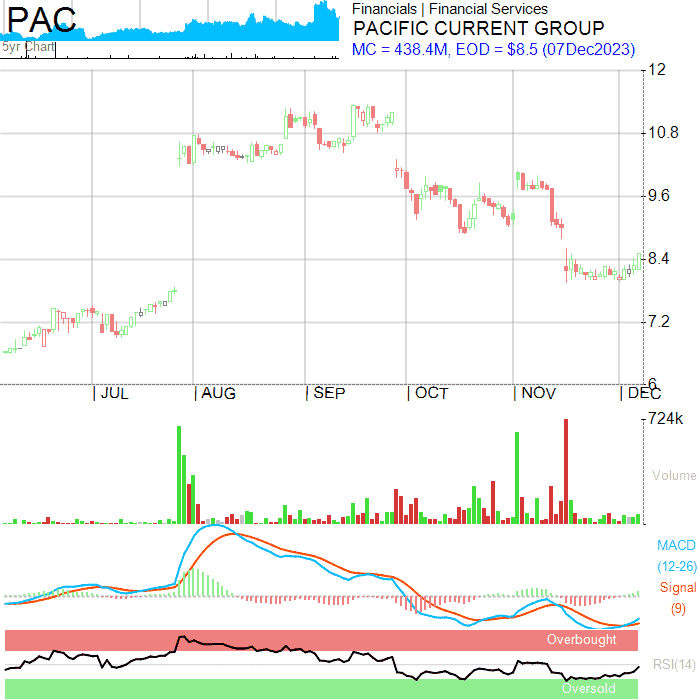 PAC
5yr Chart
Financials | Financial Services
PACIFIC CURRENT GROUP
MC = 438.4M, EOD = $8.5 (07Dec2023)
12
10.8
9.6
8.4
7.2
6
JUL
AUG
SEP
OCT
NOV
DEC
724k
Volume
MACD
(12-26)
Signal
(9)
Overbought
RSI(14)
Oversold